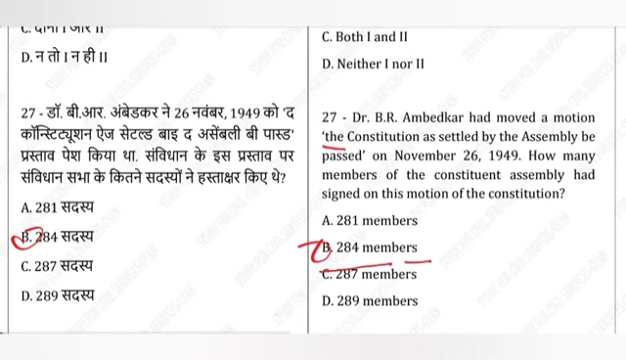 C. दोनों I और II
D. न तो I न ही II
27 - डॉ. बी.आर. अंबेडकर ने 26 नवंबर, 1949 को 'द
कॉन्स्टिट्यूशन ऐज सेटल्ड बाइ द असेंबली बी पास्ड'
प्रस्ताव पेश किया था. संविधान के इस प्रस्ताव पर
संविधान सभा के कितने सदस्यों ने हस्ताक्षर किए थे?
A. 281 सदस्य
B. 284 सदस्य
C. 287 सदस्य
D. 289 सदस्य
C. Both I and II
D. Neither I nor II
27 - Dr. B.R. Ambedkar had moved a motion
'the Constitution as settled by the Assembly be
passed' on November 26, 1949. How many
members of the constituent assembly had
signed on this motion of the constitution?
A. 281 members
B. 284 members
C. 287 members
D. 289 members